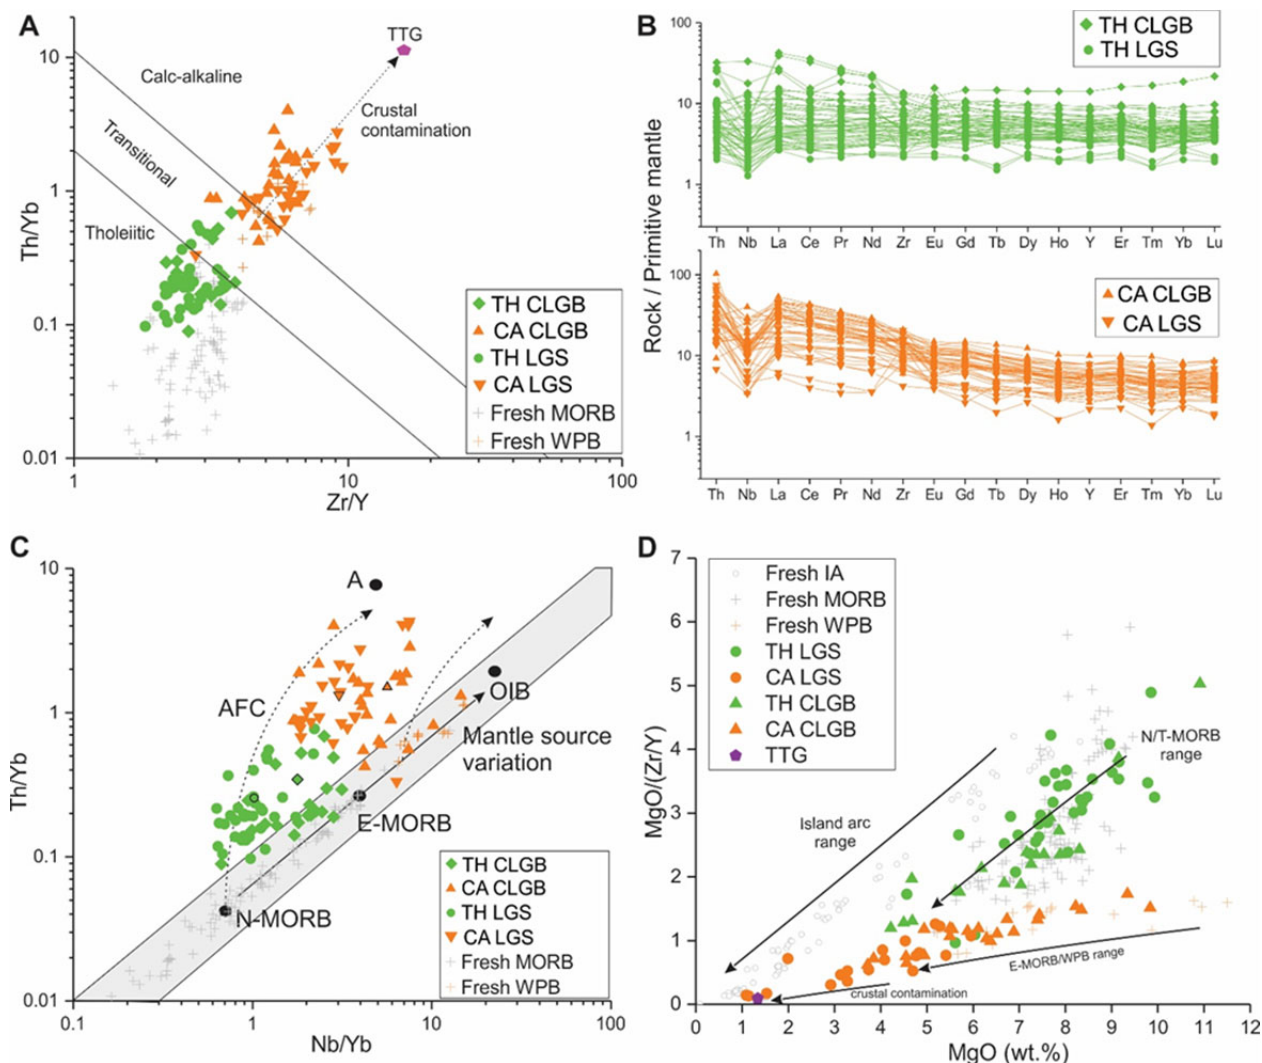 A
TTG
Calc-alkaline
Crustal
contamination
Transitional
Tholeiitic
10
1
0.1
0.01
Th/Yb
TH CLGB
CA CLGB
TH LGS
CA LGS
Fresh MORB
Fresh WPB
1
10
100
Zr/Y
B
TH CLGB
TH LGS
100
10
1
Th Nb La Ce Pr Nd Zr Eu Gd Tb Dy Ho Y Er Tm Yb Lu
Rock / Primitive mantle
CA CLGB
CA LGS
100
10
1
Th Nb La Ce Pr Nd Zr Eu Gd Tb Dy Ho Y Er Tm Yb Lu
C
10
1
0.1
0.01
Th/Yb
A
AFC
OIB
Mantle source
variation
E-MORB
N-MORB
TH CLGB
CA CLGB
TH LGS
CA LGS
Fresh MORB
Fresh WPB
0.1
1
10
100
Nb/Yb
D
7
6
5
4
3
2
1
0
MgO/(Zr/Y)
Fresh IA
Fresh MORB
Fresh WPB
TH LGS
CA LGS
TH CLGB
CA CLGB
TTG
N/T-MORB
range
Island arc
range
E-MORB/WPB range
crustal contamination
0 1 2 3 4 5 6 7 8 9 10 11 12
MgO (wt.%)